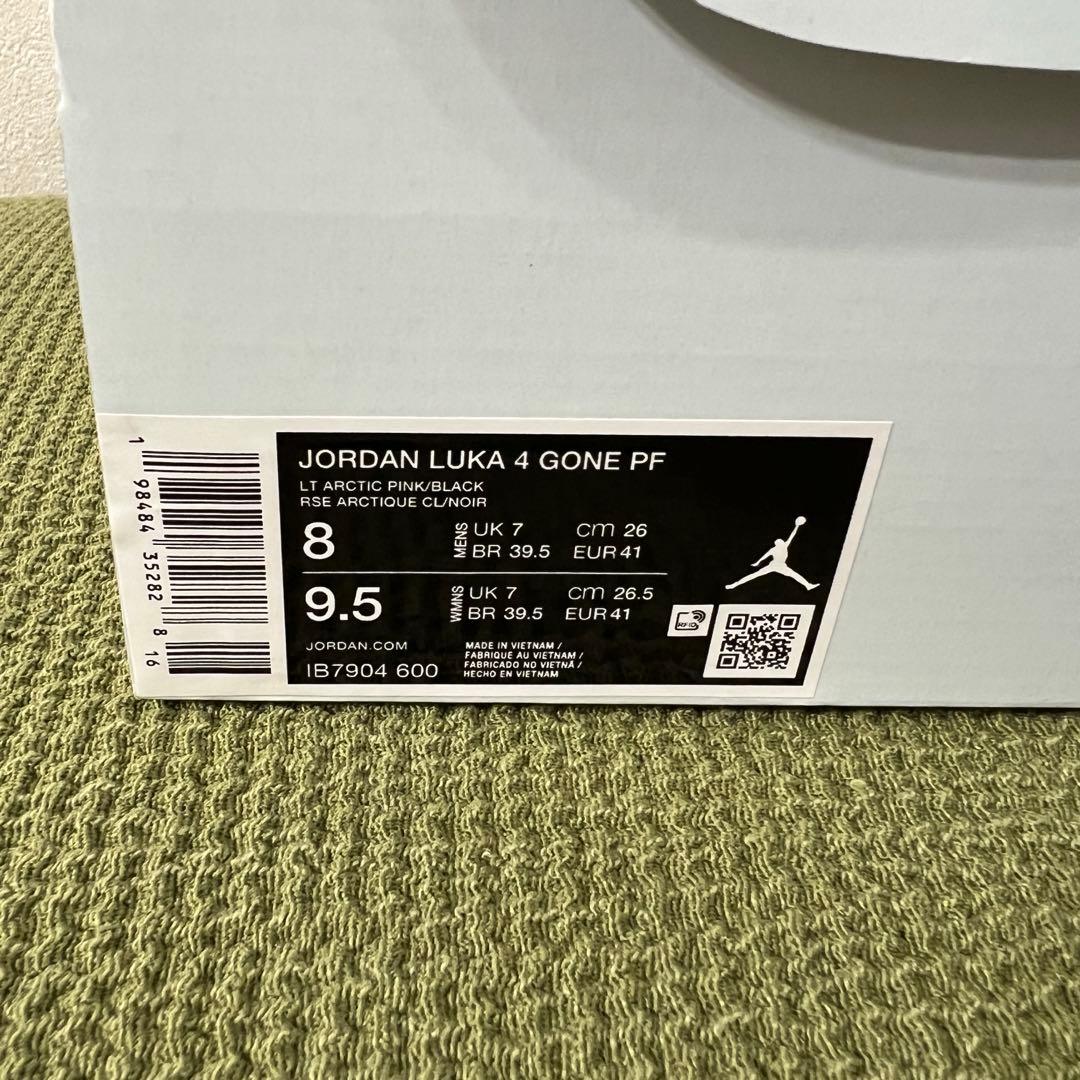 JORDAN LUKA 4 GONE PF
LT ARCTIC PINK/BLACK
RSE ARCTIQUE CL/NOIR
8 MENS UK 7 cm 26
BR 39.5 EUR 41
9.5 WMNS UK 7 cm 26.5
BR 39.5 EUR 41
JORDAN.COM
IB7904 600
MADE IN VIETNAM /
FABRIQUE AU VIETNAM /
FABRICADO NO VIETNÃ /
HECHO EN VIETNAM
RFID
1 98484 35282 8 16